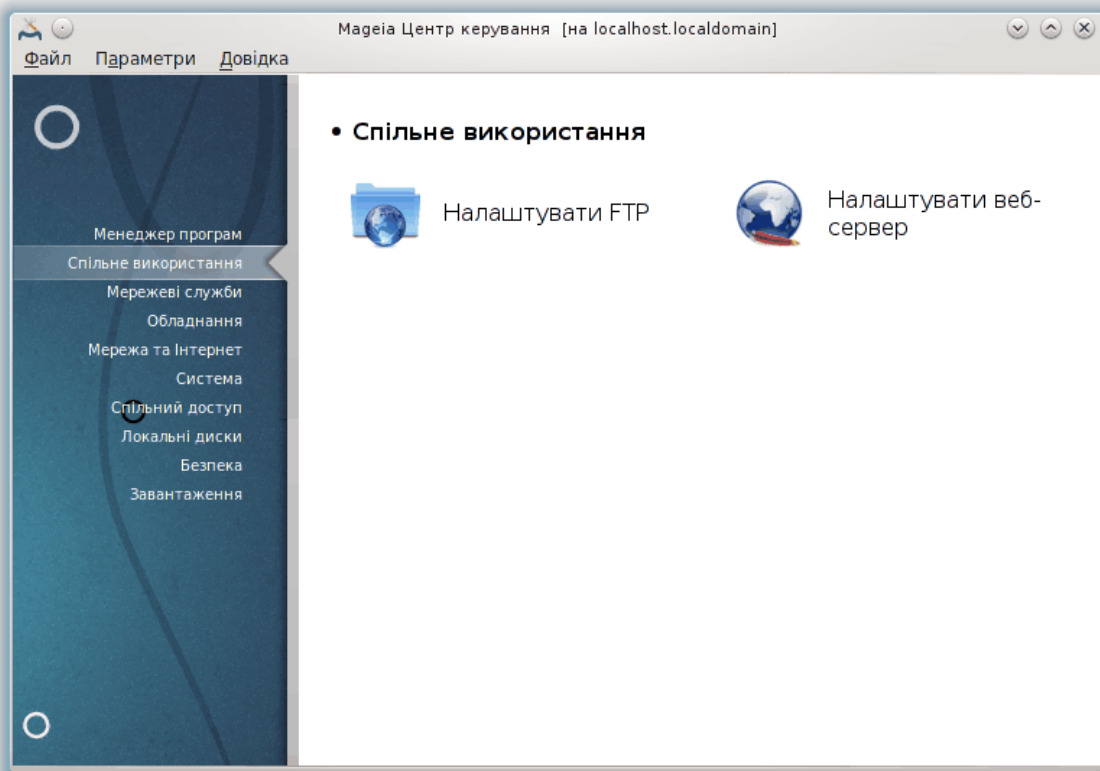 Mageia Центр керування [на localhost.localdomain]
Файл Параметри Довідка
• Спільне використання
Налаштувати FTP
Налаштувати веб-
сервер
Менеджер програм
Спільне використання
Мережеві служби
Обладнання
Мережа та Інтернет
Система
Спільний доступ
Локальні диски
Безпека
Завантаження